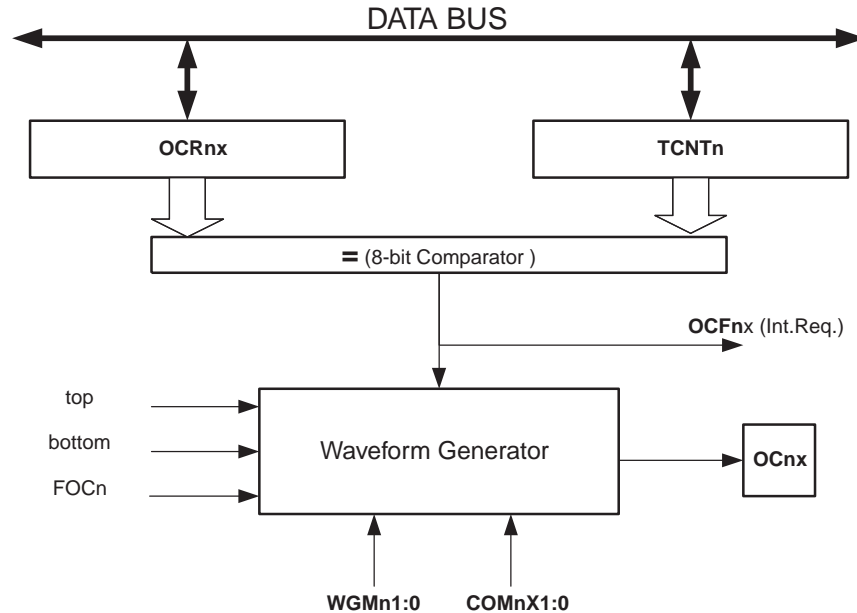 DATA BUS
OCRnx
TCNTn
= (8-bit Comparator )
OCFnx (Int.Req.)
top
bottom
FOCn
Waveform Generator
OCnx
WGMn1:0
COMnX1:0